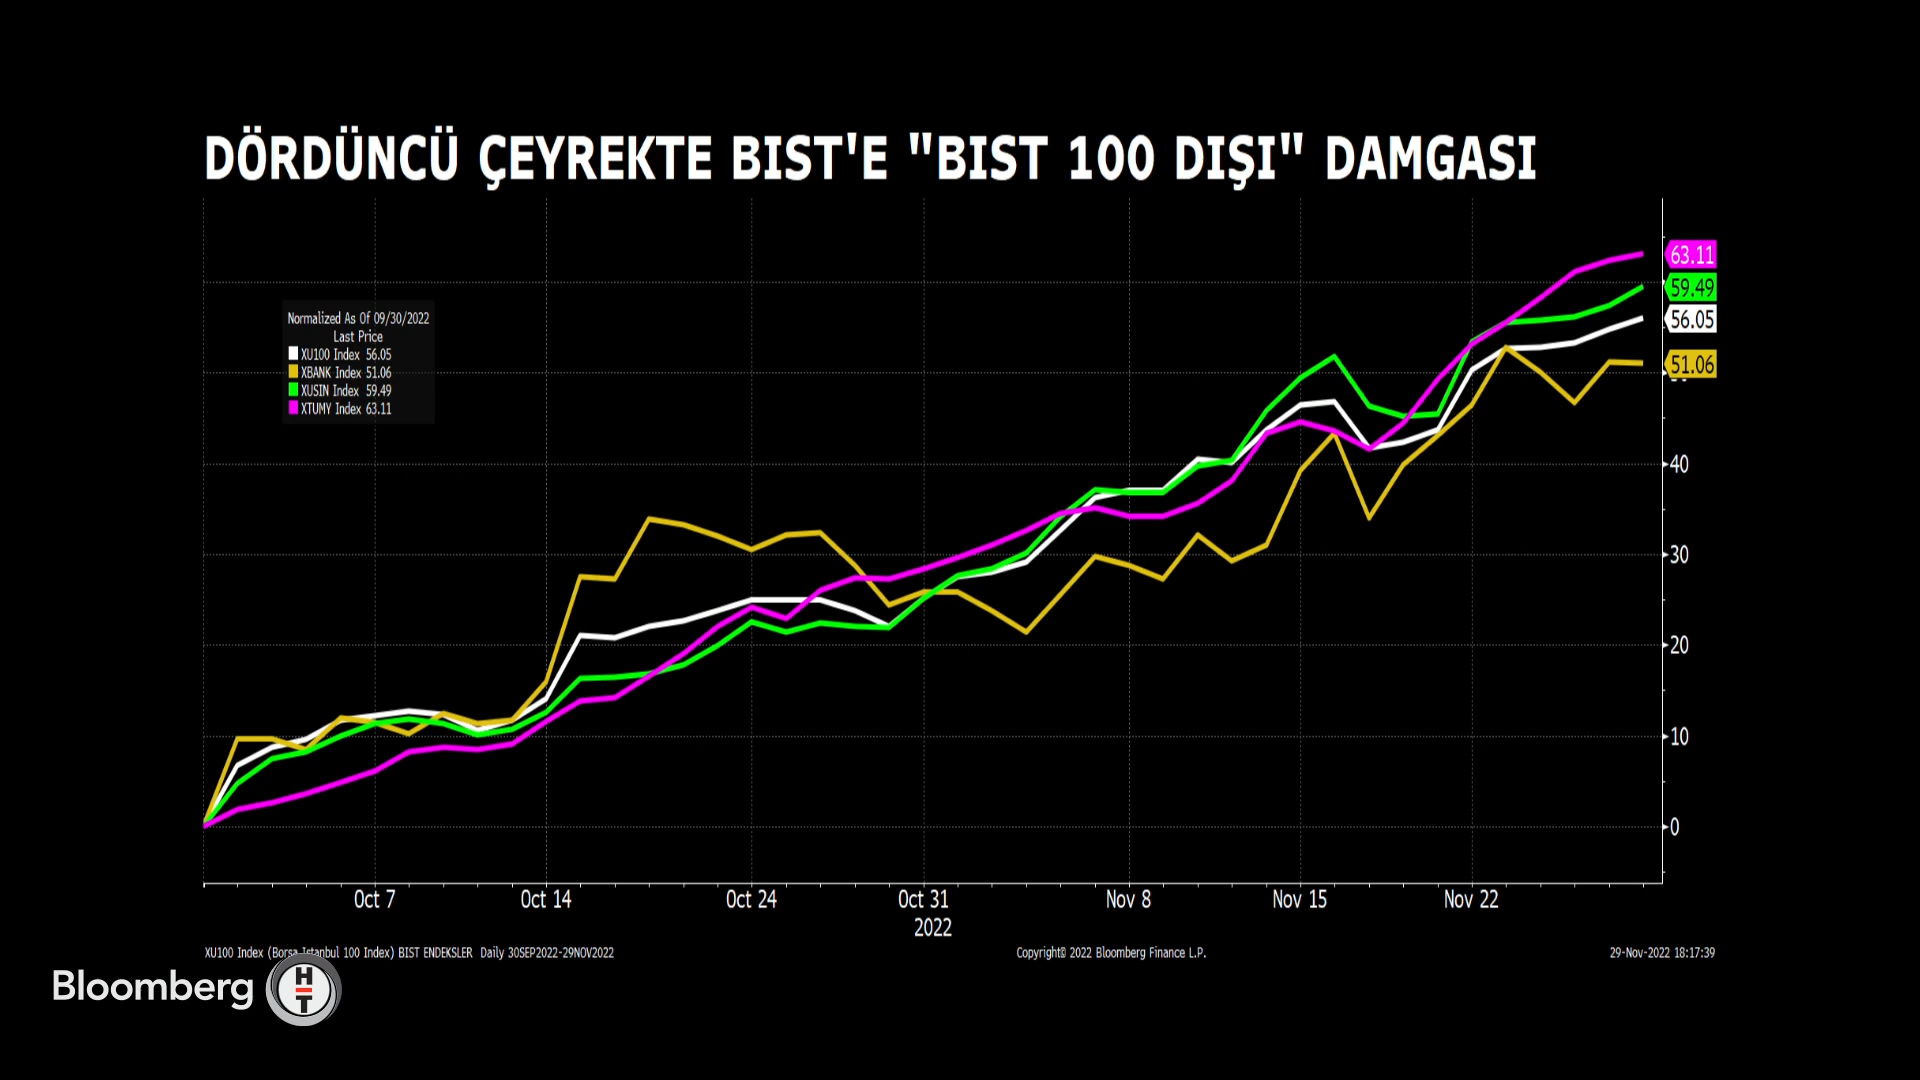 DÖRDÜNCÜ ÇEYREKTE BIST'E "BIST 100 DIŞI" DAMGASI
Normalized As Of 09/30/2022
Last Price
XU100 Index 56.05
XBANK Index 51.06
XUSIN Index 59.49
XTUMY Index 63.11
63.11
59.49
56.05
51.06
40
30
20
10
0
Oct 7 Oct 14 Oct 24 Oct 31 Nov 8 Nov 15 Nov 22
2022
XU100 Index (Borsa Istanbul 100 Index) BIST ENDEKSLER Daily 30SEP2022-29NOV2022 Copyright© 2022 Bloomberg Finance L.P. 29-Nov-2022 18:17:39
Bloomberg HT